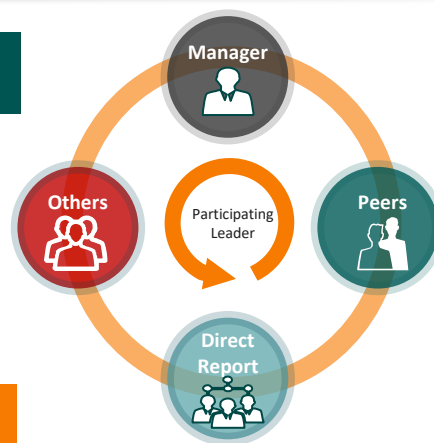 Manager
Others
Participating
Leader
Peers
Direct
Report